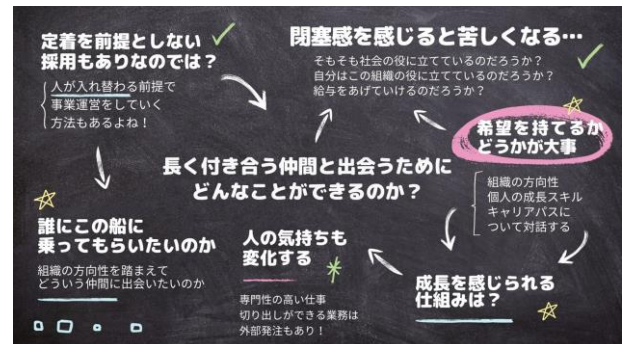 定着を前提としない
採用もありなのでは？
人が入れ替わる前提で
事業運営をしていく
方法もあるよね！
閉塞感を感じると苦しくなる…
そもそも社会の役に立てているのだろうか？
自分はこの組織の役に立てているのだろうか？
給与をあげていけるのだろうか？
希望を持てるか
どうかが大事
組織の方向性
個人の成長スキル
キャリアパスに
ついて対話する
長く付き合う仲間と出会うために
どんなことができるのか？
誰にこの船に
乗ってもらいたいのか
組織の方向性を踏まえて
どういう仲間に出会いたいのか
人の気持ちも
変化する
専門性の高い仕事
切り出しができる業務は
外部発注もあり！
成長を感じられる
仕組みは？